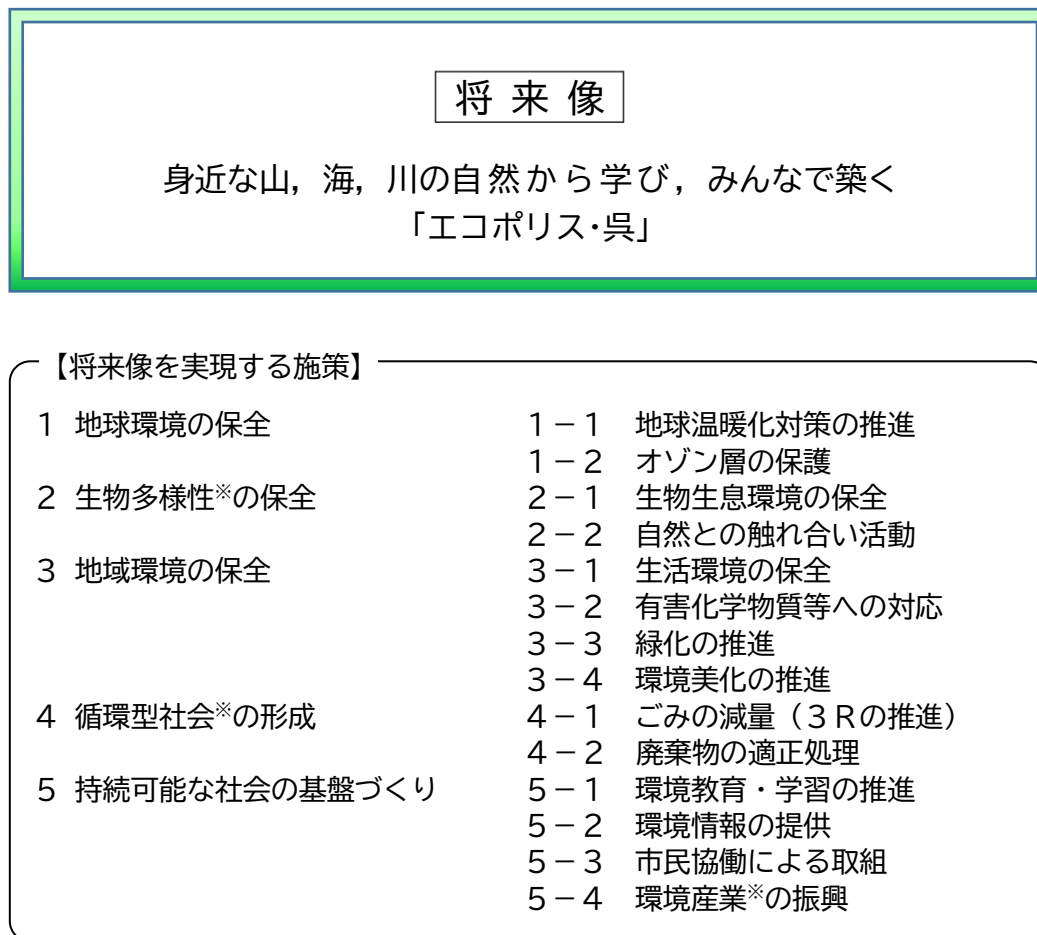 将来像
身近な山，海，川の自然から学び，みんなで築く
「エコポリス・呉」
【将来像を実現する施策】
１ 地球環境の保全 １－１ 地球温暖化対策の推進
１－２ オゾン層の保護
２ 生物多様性※の保全 ２－１ 生物生息環境の保全
２－２ 自然との触れ合い活動
３ 地域環境の保全 ３－１ 生活環境の保全
３－２ 有害化学物質等への対応
３－３ 緑化の推進
３－４ 環境美化の推進
４ 循環型社会※の形成 ４－１ ごみの減量（３Ｒの推進）
４－２ 廃棄物の適正処理
５ 持続可能な社会の基盤づくり ５－１ 環境教育・学習の推進
５－２ 環境情報の提供
５－３ 市民協働による取組
５－４ 環境産業※の振興